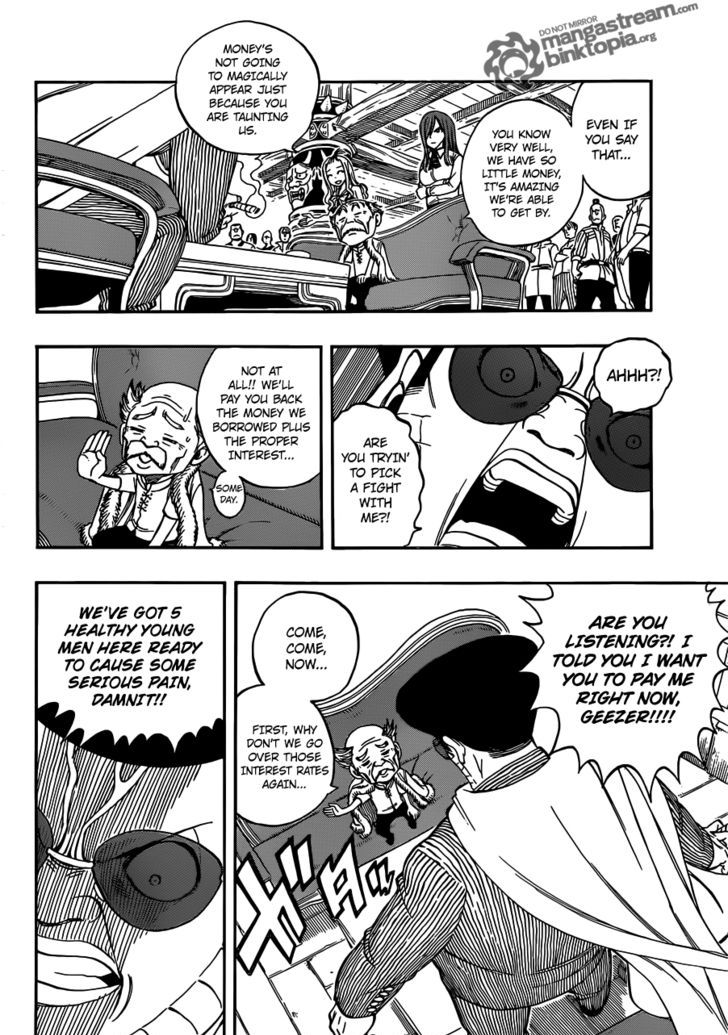 DO NOT MIRROR
mangastream.com
binktopia.org
EVEN IF
YOU SAY
THAT...
YOU KNOW
VERY WELL,
WE HAVE SO
LITTLE MONEY,
IT'S AMAZING
WE'RE ABLE
TO GET BY.
MONEY'S
NOT GOING
TO MAGICALLY
APPEAR JUST
BECAUSE YOU
ARE TAUNTING
US.
AHHH?!
ARE
YOU TRYIN'
TO PICK
A FIGHT
WITH
ME?!
NOT AT
ALL!! WE'LL
PAY YOU BACK
THE MONEY WE
BORROWED PLUS
THE PROPER
INTEREST...
SOME
DAY.
ARE YOU
LISTENING?! I
TOLD YOU I WANT
YOU TO PAY ME
RIGHT NOW,
GEEZER!!!!
COME,
COME,
NOW...
FIRST, WHY
DON'T WE GO
OVER THOSE
INTEREST RATES
AGAIN...
WE'VE GOT 5
HEALTHY YOUNG
MEN HERE READY
TO CAUSE SOME
SERIOUS PAIN,
DAMNIT!!